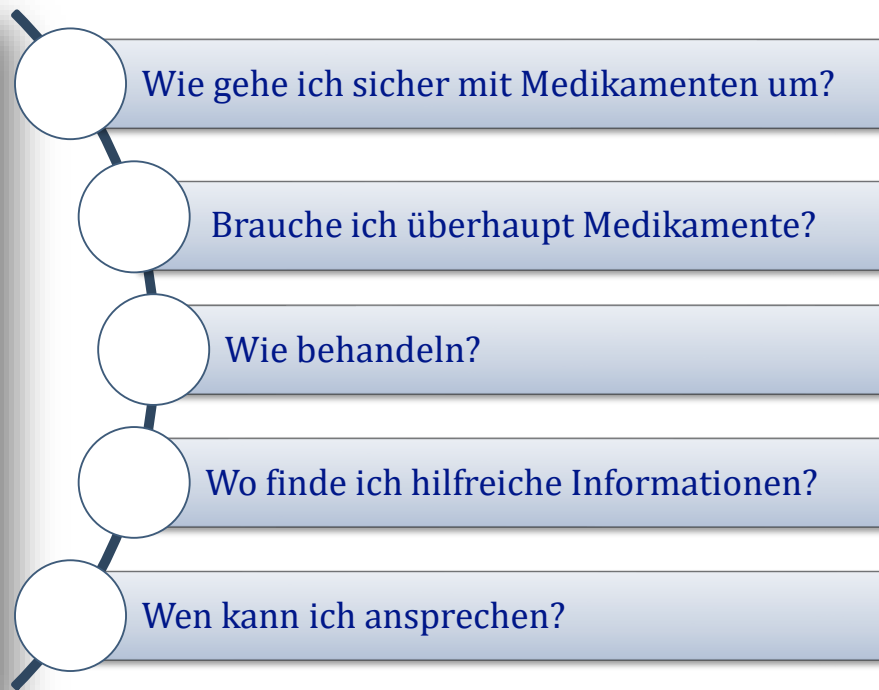 Wie gehe ich sicher mit Medikamenten um?
Brauche ich überhaupt Medikamente?
Wie behandeln?
Wo finde ich hilfreiche Informationen?
Wen kann ich ansprechen?